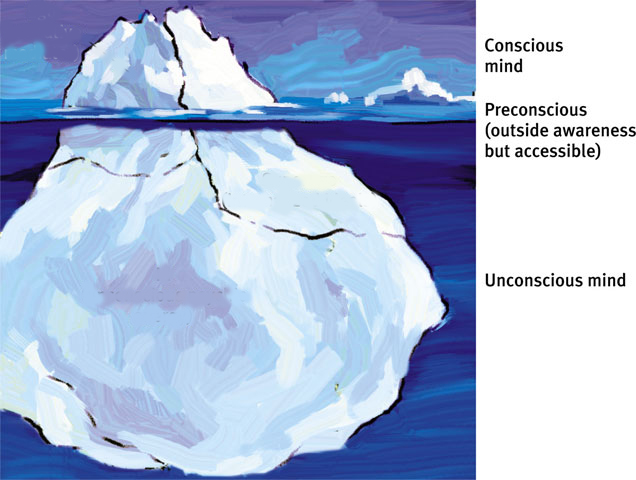 Conscious
mind
Preconscious
(outside awareness
but accessible)
Unconscious mind